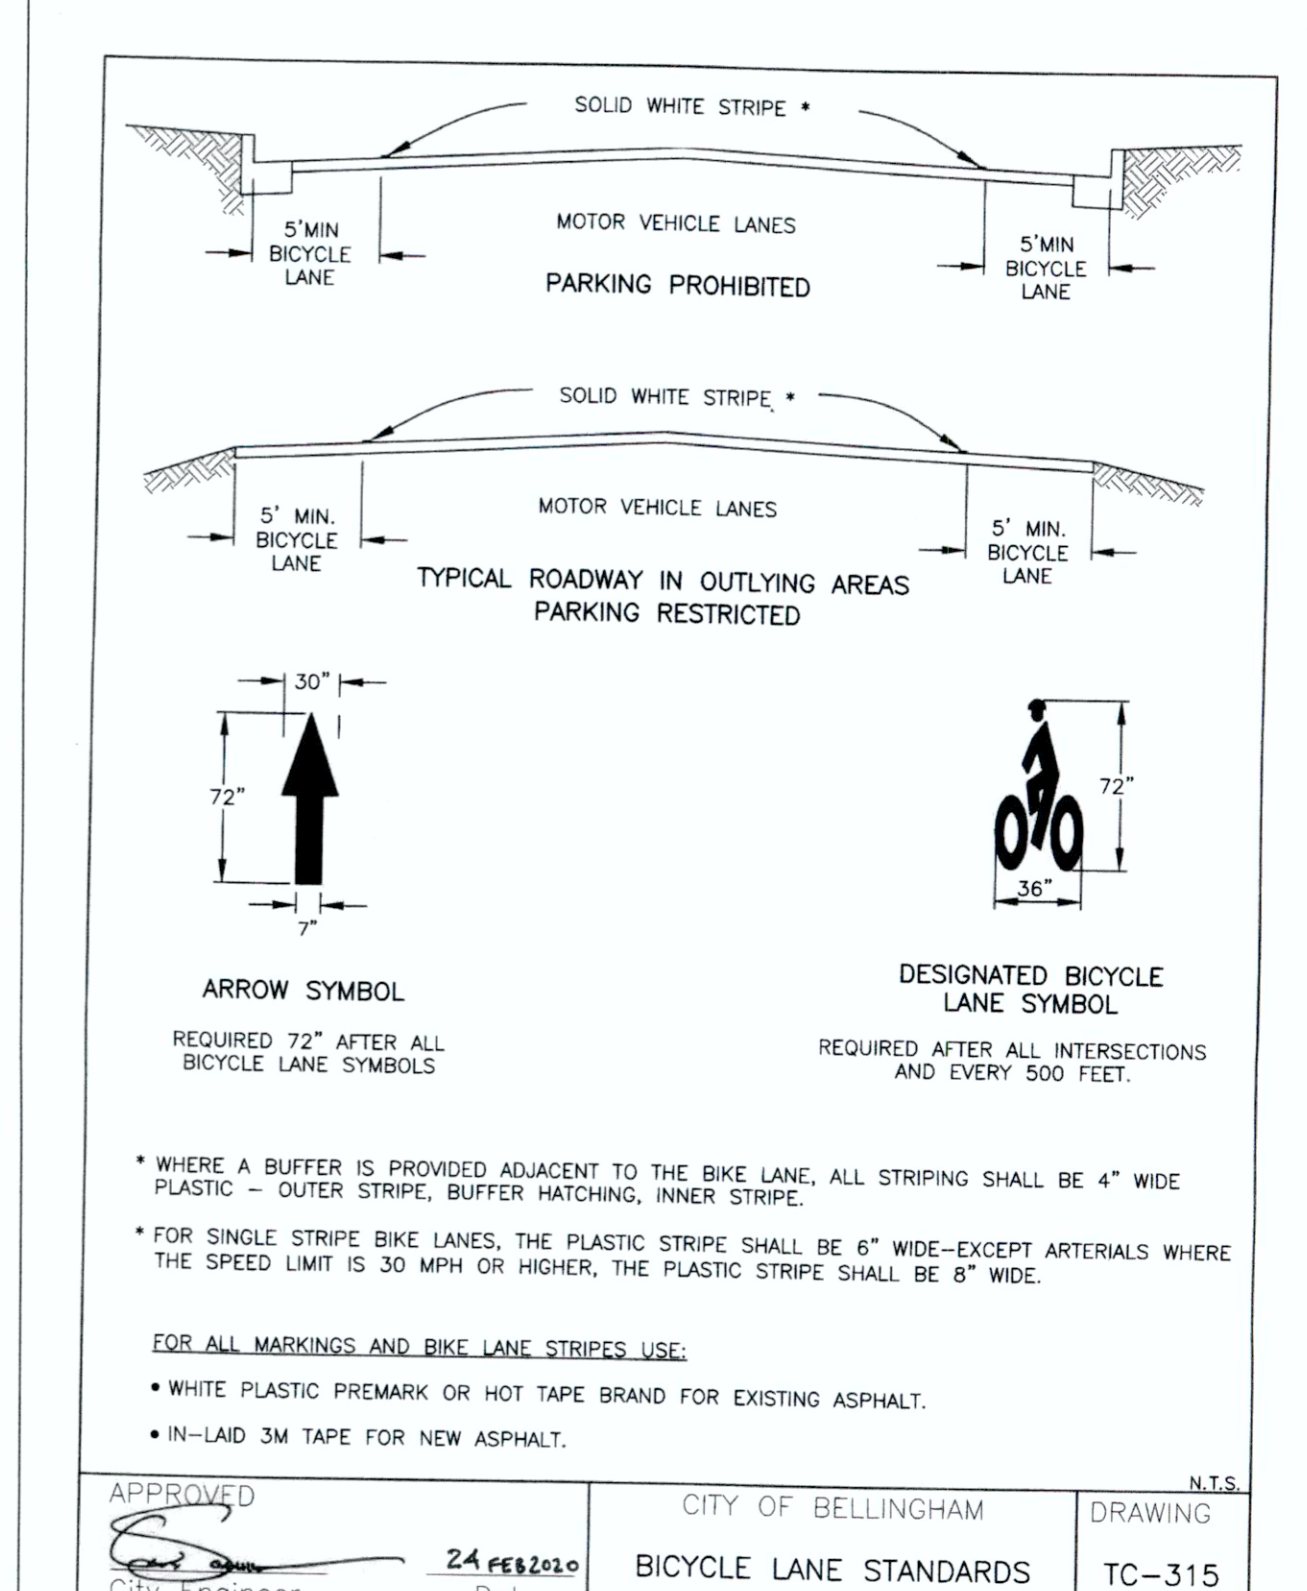 SOLID WHITE STRIPE *
5'MIN
BICYCLE
LANE
MOTOR VEHICLE LANES
PARKING PROHIBITED
5'MIN
BICYCLE
LANE
SOLID WHITE STRIPE *
5' MIN.
BICYCLE
LANE
MOTOR VEHICLE LANES
TYPICAL ROADWAY IN OUTLYING AREAS
PARKING RESTRICTED
5' MIN.
BICYCLE
LANE
30"
72"
7"
ARROW SYMBOL
REQUIRED 72" AFTER ALL
BICYCLE LANE SYMBOLS
72"
36"
DESIGNATED BICYCLE
LANE SYMBOL
REQUIRED AFTER ALL INTERSECTIONS
AND EVERY 500 FEET.
* WHERE A BUFFER IS PROVIDED ADJACENT TO THE BIKE LANE, ALL STRIPING SHALL BE 4" WIDE
PLASTIC – OUTER STRIPE, BUFFER HATCHING, INNER STRIPE.
* FOR SINGLE STRIPE BIKE LANES, THE PLASTIC STRIPE SHALL BE 6" WIDE–EXCEPT ARTERIALS WHERE
THE SPEED LIMIT IS 30 MPH OR HIGHER, THE PLASTIC STRIPE SHALL BE 8" WIDE.
FOR ALL MARKINGS AND BIKE LANE STRIPES USE:
• WHITE PLASTIC PREMARK OR HOT TAPE BRAND FOR EXISTING ASPHALT.
• IN–LAID 3M TAPE FOR NEW ASPHALT.
N.T.S.
APPROVED
24 FEB 2020
City Engineer
CITY OF BELLINGHAM
BICYCLE LANE STANDARDS
DRAWING
TC–315